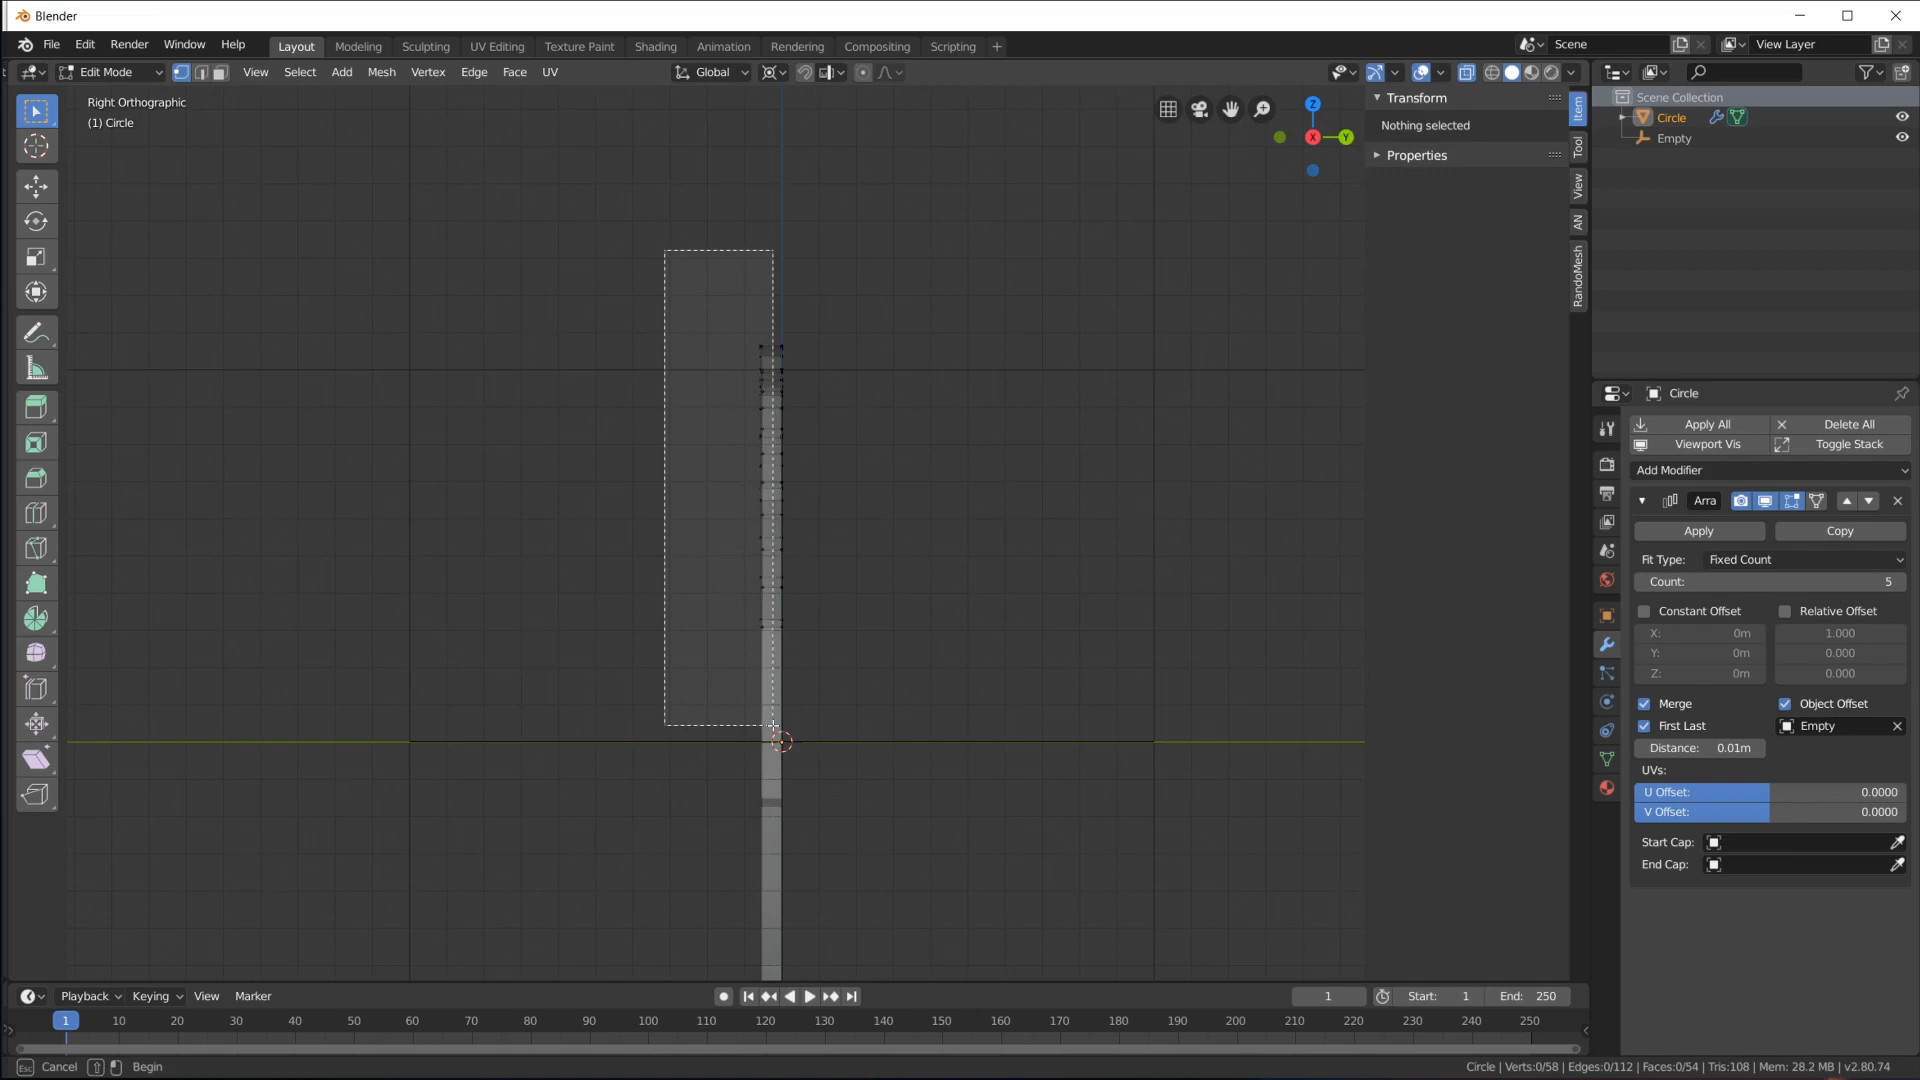 Blender
File Edit Render Window Help Layout Modeling Sculpting UV Editing Texture Paint Shading Animation Rendering Compositing Scripting + Scene View Layer
Edit Mode View Select Add Mesh Vertex Edge Face UV Global
Right Orthographic
(1) Circle
Z
X
Y
Transform
Nothing selected
Properties
Item
Tool
View
AN
RandoMesh
Scene Collection
Circle
Empty
Circle
Apply All Delete All
Viewport Vis Toggle Stack
Add Modifier
Arra
Apply Copy
Fit Type: Fixed Count
Count: 5
Constant Offset Relative Offset
X: 0m 1.000
Y: 0m 0.000
Z: 0m 0.000
Merge Object Offset
First Last Empty
Distance: 0.01m
UVs:
U Offset: 0.0000
V Offset: 0.0000
Start Cap:
End Cap:
Playback Keying View Marker 1 Start: 1 End: 250
1 10 20 30 40 50 60 70 80 90 100 110 120 130 140 150 160 170 180 190 200 210 220 230 240 250
Esc Cancel Begin Circle | Verts:0/58 | Edges:0/112 | Faces:0/54 | Tris:108 | Mem: 28.2 MB | v2.80.74